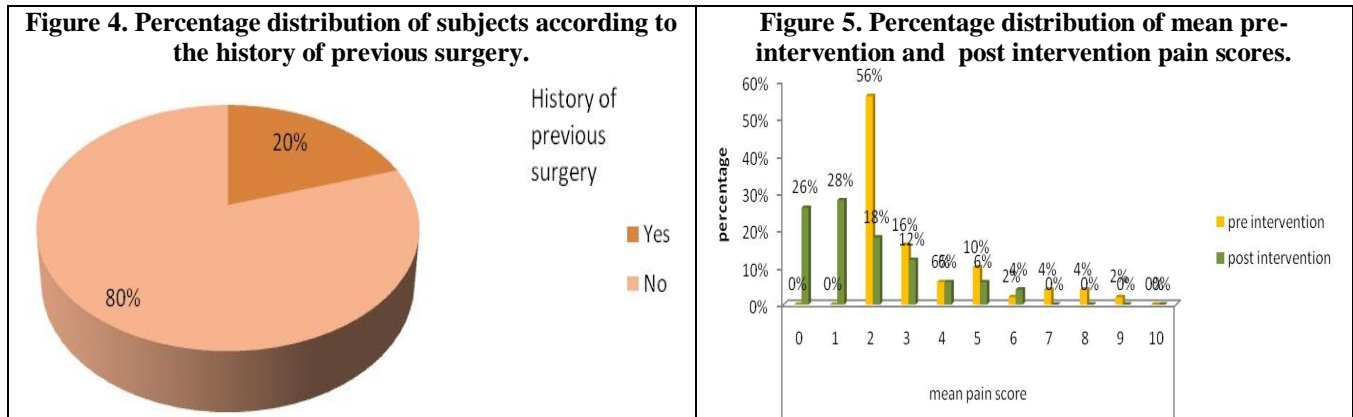 Figure 4. Percentage distribution of subjects according to
the history of previous surgery.
History of
previous
surgery
20%
Yes
No
80%
Figure 5. Percentage distribution of mean pre-
intervention and  post intervention pain scores.
percentage
60%
50%
40%
30%
20%
10%
0%
0% 26%
0% 28%
56% 18%
16% 12%
6% 6%
10% 6%
2% 4%
4% 0%
4% 0%
2% 0%
0% 0%
0 1 2 3 4 5 6 7 8 9 10
mean pain score
pre intervention
post intervention